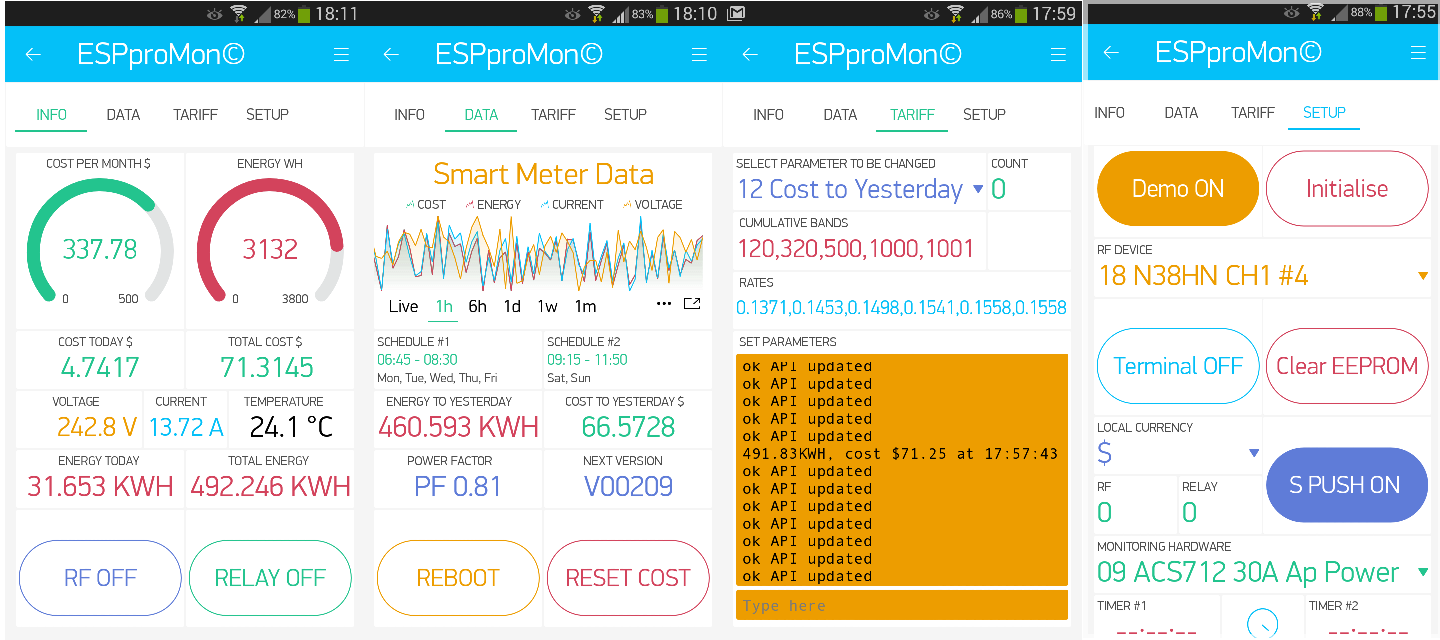 82% 18:11
ESPproMon©
INFO DATA TARIFF SETUP
COST PER MONTH $ ENERGY WH
337.78 3132
0 500 0 3800
COST TODAY $ TOTAL COST $
4.7417 71.3145
VOLTAGE CURRENT TEMPERATURE
242.8 V 13.72 A 24.1 °C
ENERGY TODAY TOTAL ENERGY
31.653 KWH 492.246 KWH
RF OFF RELAY OFF
83% 18:10
ESPproMon©
INFO DATA TARIFF SETUP
Smart Meter Data
COST ENERGY CURRENT VOLTAGE
Live 1h 6h 1d 1w 1m
SCHEDULE #1 SCHEDULE #2
06:45 - 08:30 09:15 - 11:50
Mon, Tue, Wed, Thu, Fri Sat, Sun
ENERGY TO YESTERDAY COST TO YESTERDAY $
460.593 KWH 66.5728
POWER FACTOR NEXT VERSION
PF 0.81 V00209
REBOOT RESET COST
86% 17:59
ESPproMon©
INFO DATA TARIFF SETUP
SELECT PARAMETER TO BE CHANGED COUNT
12 Cost to Yesterday 0
CUMULATIVE BANDS
120,320,500,1000,1001
RATES
0.1371,0.1453,0.1498,0.1541,0.1558,0.1558
SET PARAMETERS
ok API updated
ok API updated
ok API updated
ok API updated
ok API updated
491.83KWH, cost $71.25 at 17:57:43
ok API updated
ok API updated
ok API updated
ok API updated
ok API updated
ok API updated
ok API updated
Type here
88% 17:55
ESPproMon©
INFO DATA TARIFF SETUP
Demo ON Initialise
RF DEVICE
18 N38HN CH1 #4
Terminal OFF Clear EEPROM
LOCAL CURRENCY
$
S PUSH ON
RF RELAY
0 0
MONITORING HARDWARE
09 ACS712 30A Ap Power
TIMER #1 TIMER #2
--:--:-- --:--:--